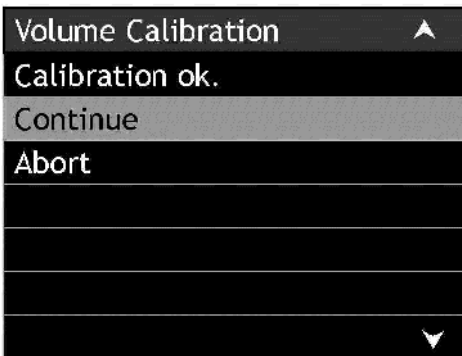 Volume Calibration
Calibration ok.
Continue
Abort